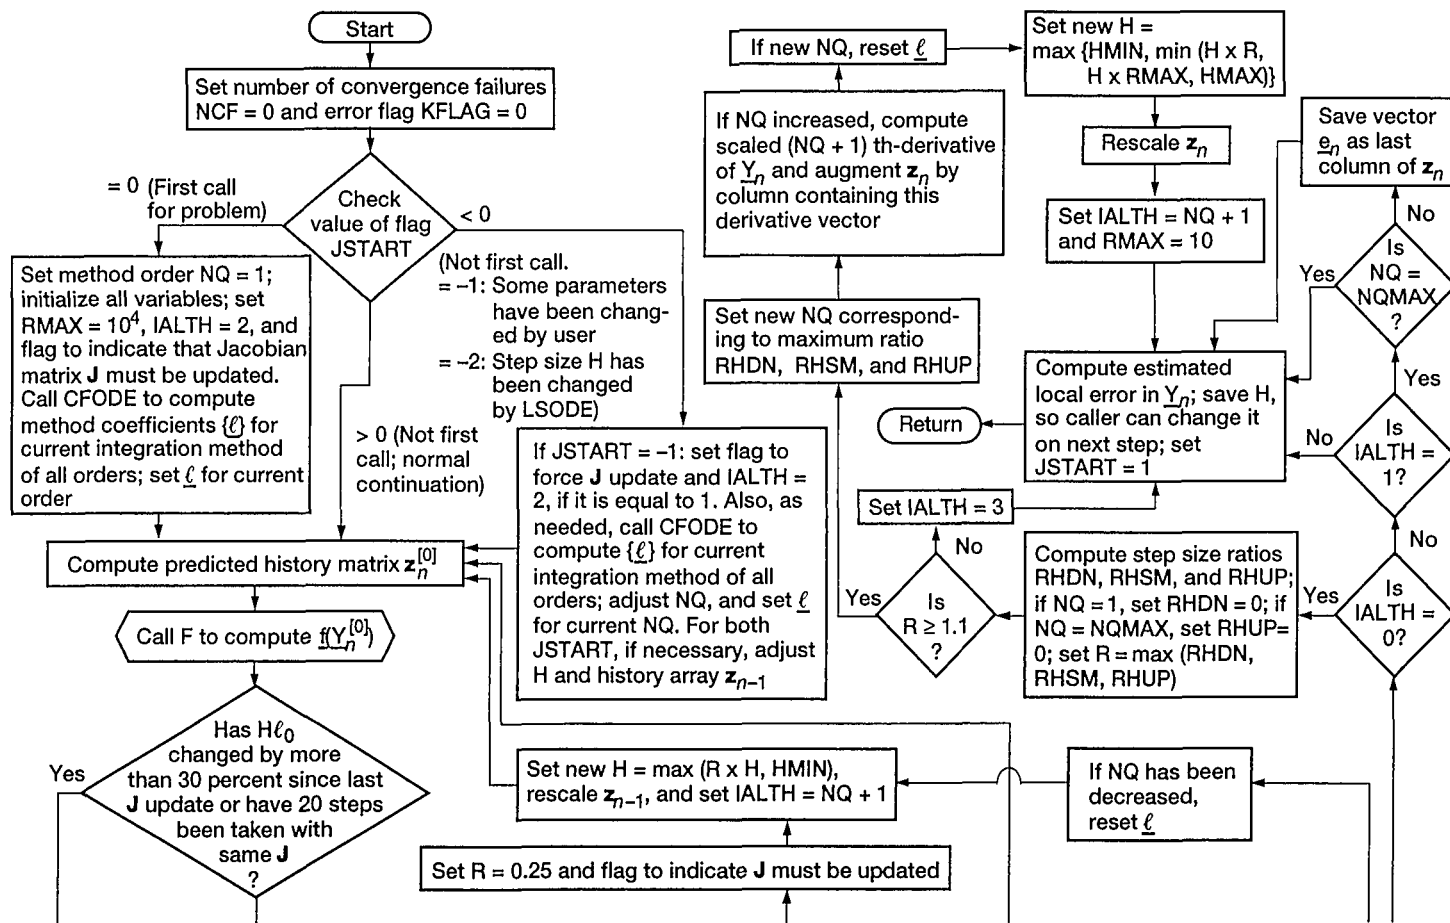 Start
Set number of convergence failures
NCF = 0 and error flag KFLAG = 0
Check
value of flag
JSTART
= 0 (First call
for problem)
< 0
Set method order NQ = 1;
initialize all variables; set
RMAX = 10⁴, IALTH = 2, and
flag to indicate that Jacobian
matrix J must be updated.
Call CFODE to compute
method coefficients {ℓ} for
current integration method
of all orders; set ℓ for current
order
(Not first call.
= –1: Some parameters
have been chang-
ed by user
= –2: Step size H has
been changed
by LSODE)
> 0 (Not first
call; normal
continuation)
If JSTART = –1: set flag to
force J update and IALTH =
2, if it is equal to 1. Also, as
needed, call CFODE to
compute {ℓ} for current
integration method of all
orders; adjust NQ, and set ℓ
for current NQ. For both
JSTART, if necessary, adjust
H and history array zₙ₋₁
Compute predicted history matrix zₙ[0]
Call F to compute f(Yₙ[0])
Has Hℓ₀
changed by more
than 30 percent since last
J update or have 20 steps
been taken with
same J
?
Yes
If new NQ, reset ℓ
Set new H =
max {HMIN, min (H x R,
H x RMAX, HMAX)}
If NQ increased, compute
scaled (NQ + 1) th-derivative
of Yₙ and augment zₙ by
column containing this
derivative vector
Rescale zₙ
Set IALTH = NQ + 1
and RMAX = 10
Save vector
eₙ as last
column of zₙ
No
Is
NQ =
NQMAX
?
Yes
Set new NQ correspond-
ing to maximum ratio
RHDN, RHSM, and RHUP
Compute estimated
local error in Yₙ; save H,
so caller can change it
on next step; set
JSTART = 1
Return
Yes
Is
IALTH =
1?
No
Set IALTH = 3
No
Is
R ≥ 1.1
?
Yes
Compute step size ratios
RHDN, RHSM, and RHUP;
if NQ = 1, set RHDN = 0; if
NQ = NQMAX, set RHUP=
0; set R = max (RHDN,
RHSM, RHUP)
No
Yes
Is
IALTH =
0?
Set new H = max (R x H, HMIN),
rescale zₙ₋₁, and set IALTH = NQ + 1
If NQ has been
decreased,
reset ℓ
Set R = 0.25 and flag to indicate J must be updated